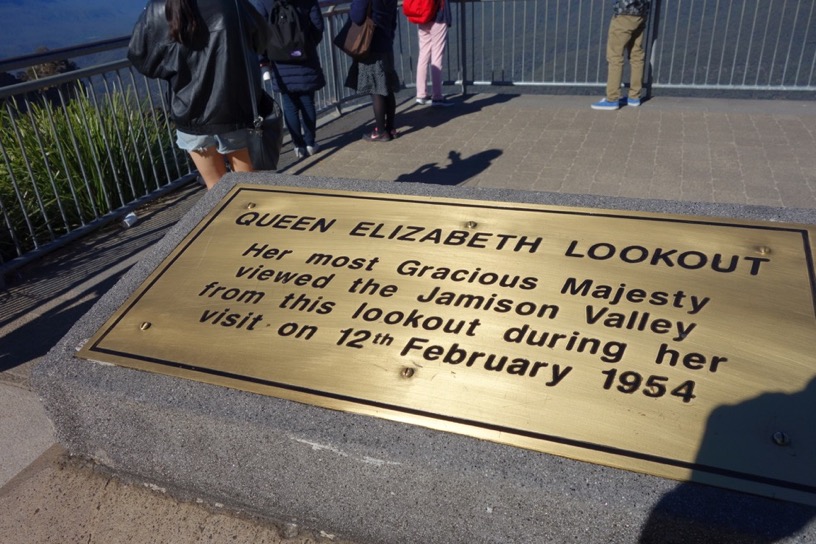 QUEEN ELIZABETH LOOKOUT
Her most Gracious Majesty
viewed the Jamison Valley
from this lookout during her
visit on 12th February 1954